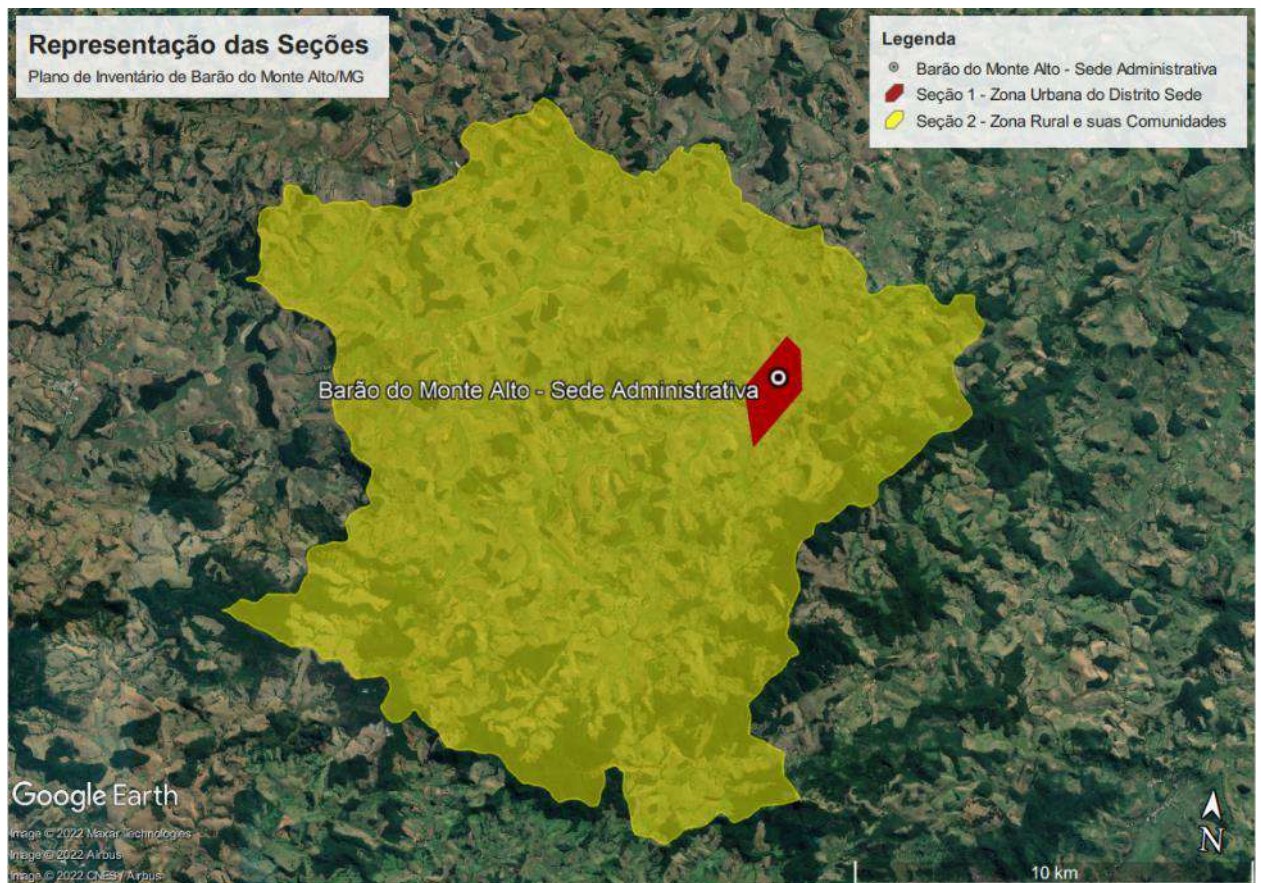 Representação das Seções
Plano de Inventário de Barão do Monte Alto/MG
Legenda
Barão do Monte Alto - Sede Administrativa
Seção 1 - Zona Urbana do Distrito Sede
Seção 2 - Zona Rural e suas Comunidades
Barão do Monte Alto - Sede Administrativa
Google Earth
Image © 2022 Maxar Technologies
Image © 2022 Airbus
Image © 2022 CNES / Airbus
N
10 km